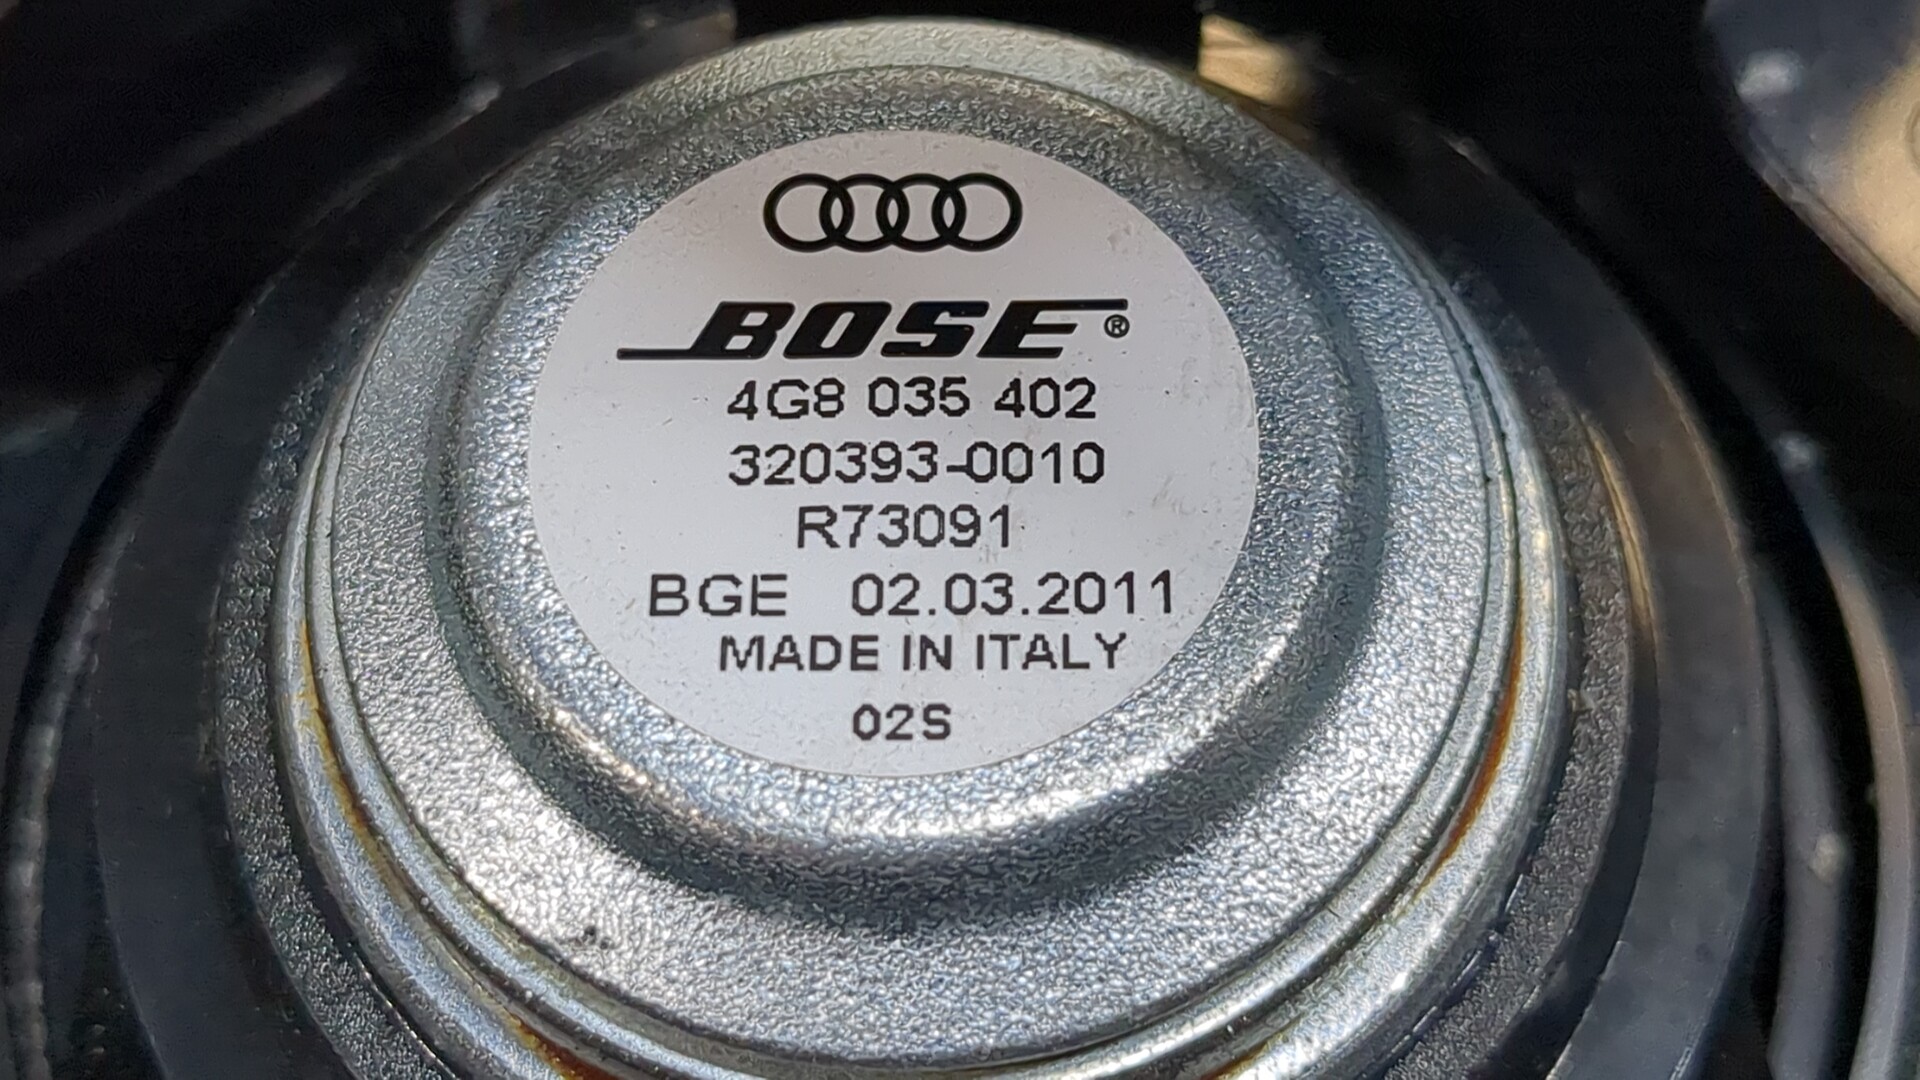 BOSE®
4G8 035 402
320393-0010
R73091
BGE 02.03.2011
MADE IN ITALY
02S